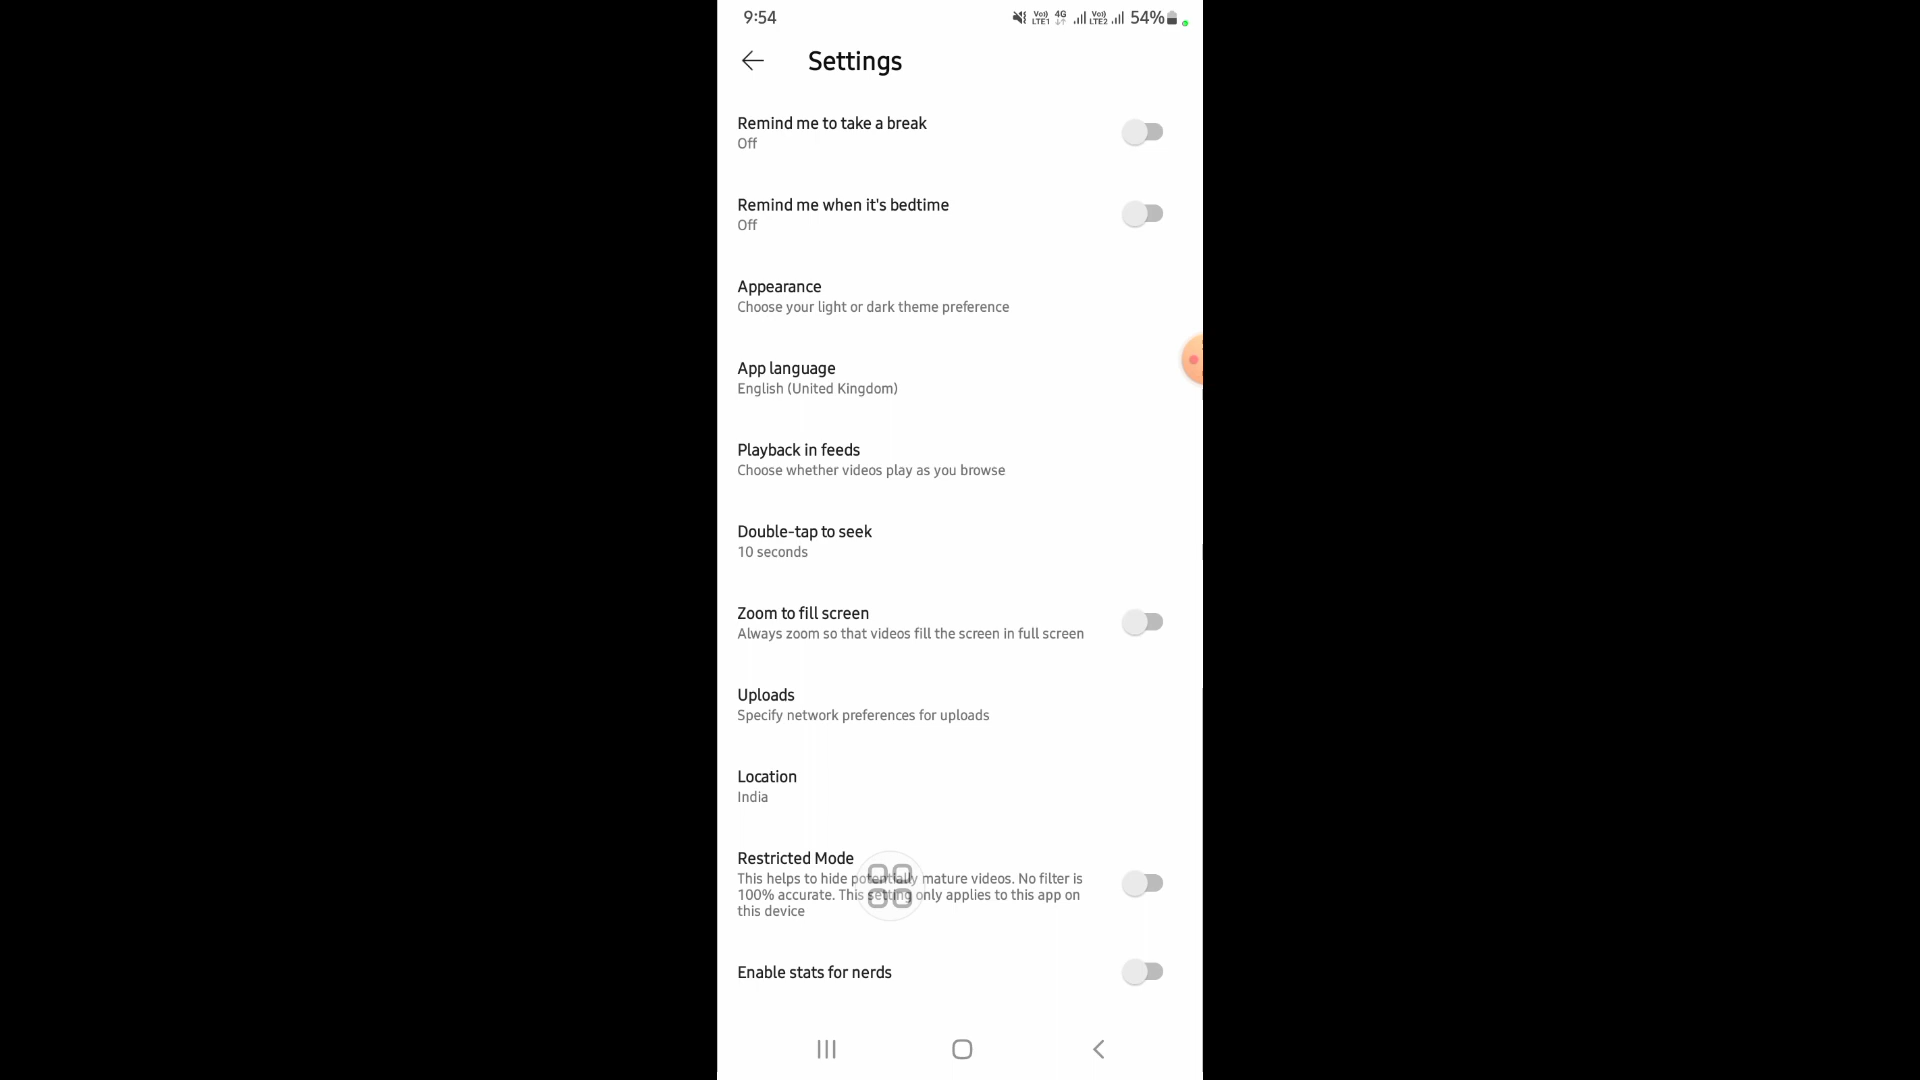 9:54
Vo) LTE1 4G Vo) LTE2 54%
Settings
Remind me to take a break
Off
Remind me when it's bedtime
Off
Appearance
Choose your light or dark theme preference
App language
English (United Kingdom)
Playback in feeds
Choose whether videos play as you browse
Double-tap to seek
10 seconds
Zoom to fill screen
Always zoom so that videos fill the screen in full screen
Uploads
Specify network preferences for uploads
Location
India
Restricted Mode
This helps to hide potentially mature videos. No filter is
100% accurate. This setting only applies to this app on
this device
Enable stats for nerds